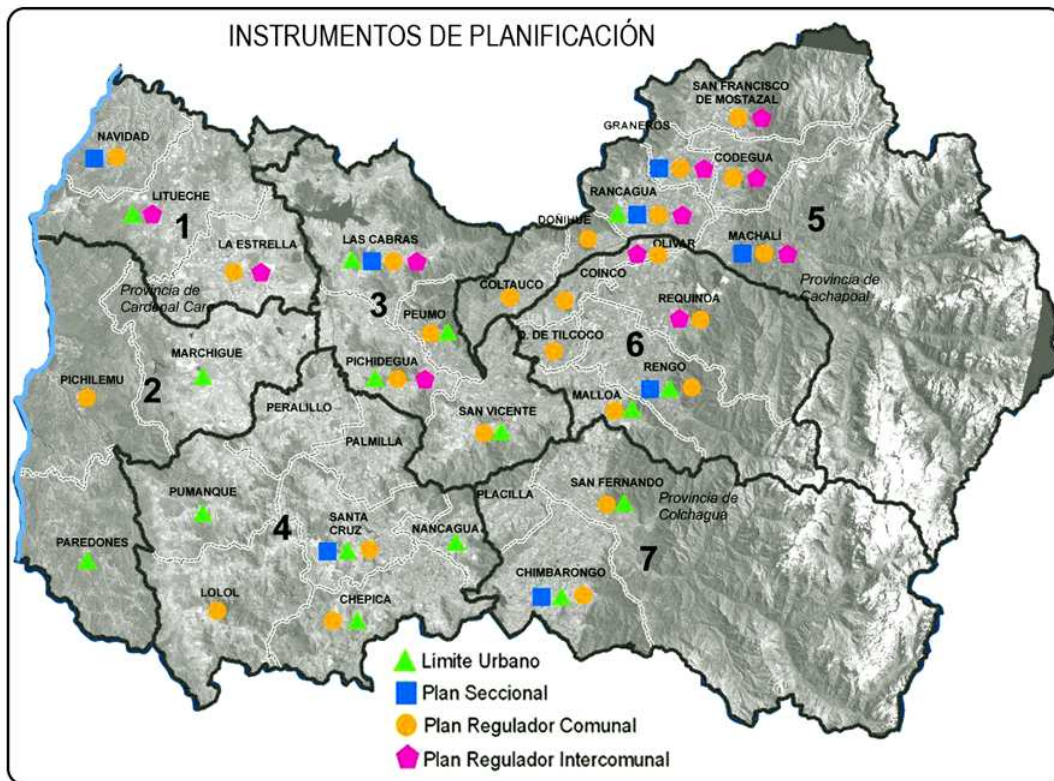 INSTRUMENTOS DE PLANIFICACIÓN
SAN FRANCISCO
DE MOSTAZAL
GRANEROS
NAVIDAD
CODEGUA
LITUECHE
RANCAGUA
1
5
DOÑIHUE
LA ESTRELLA
LAS CABRAS
OLIVAR
MACHALÍ
COINCO
Provincia de
Cardenal Caro
Provincia de
Cachapoal
COLTAUCO
REQUINOA
3
PEUMO
Q. DE TILCOCO
6
MARCHIGUE
PICHIDEGUA
RENGO
PICHILEMU
2
MALLOA
PERALILLO
SAN VICENTE
PALMILLA
SAN FERNANDO
PUMANQUE
PLACILLA
Provincia de
Colchagua
SANTA
CRUZ
4
NANCAGUA
PAREDONES
7
CHIMBARONGO
LOLOL
CHEPICA
Límite Urbano
Plan Seccional
Plan Regulador Comunal
Plan Regulador Intercomunal